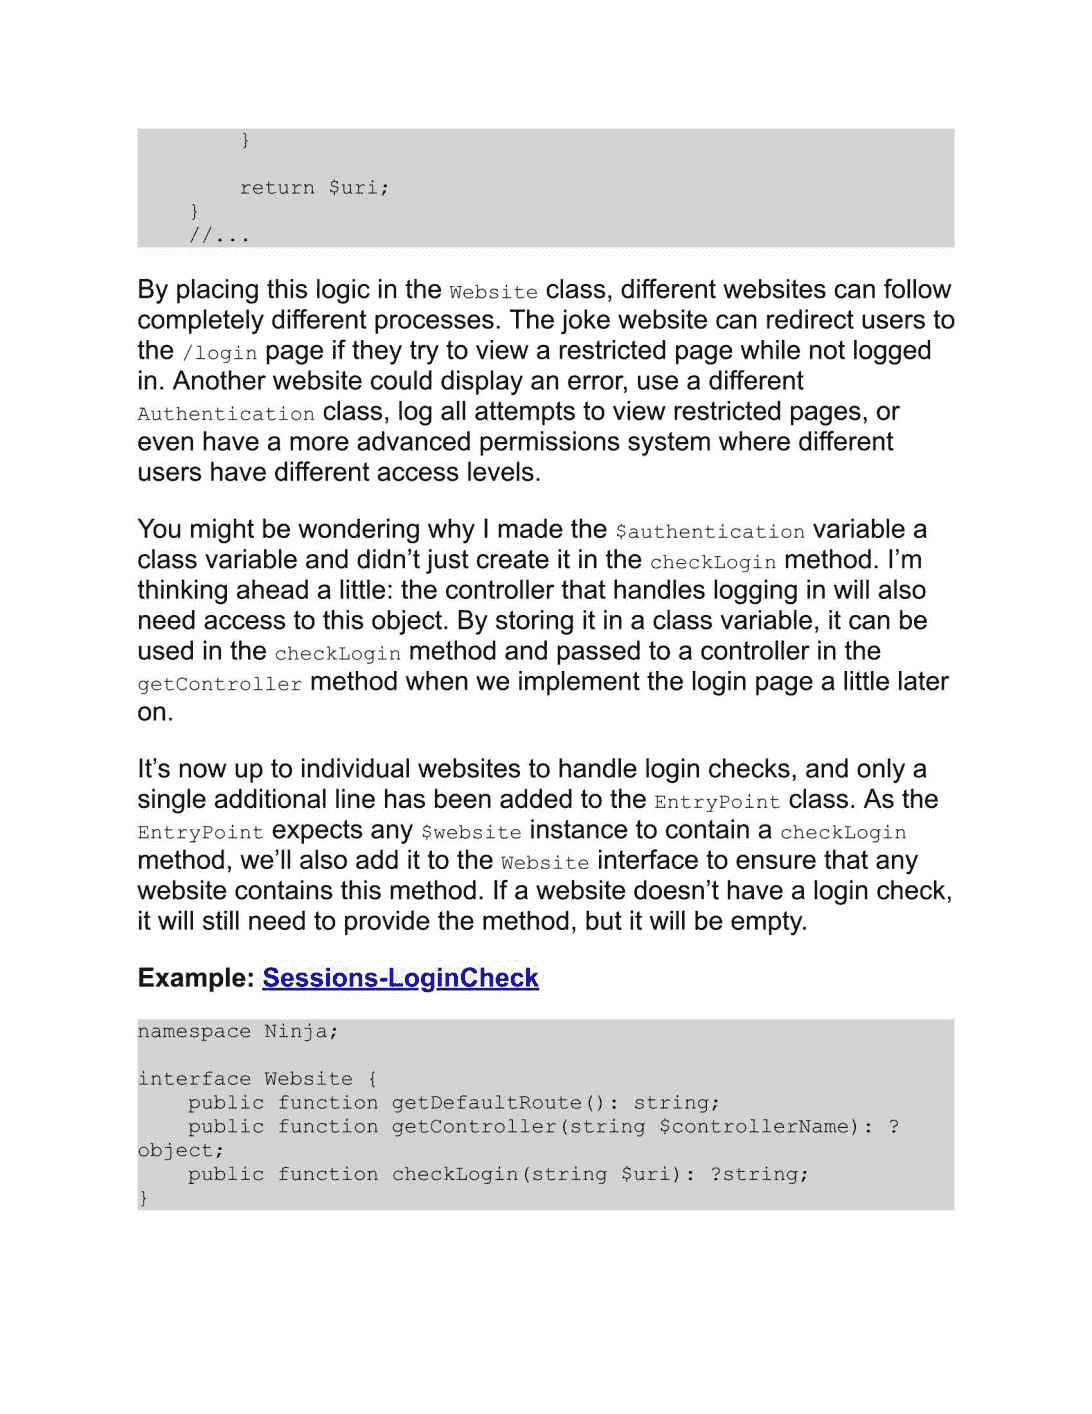 }
return $uri;
}
//...
By placing this logic in the Website class, different websites can follow
completely different processes. The joke website can redirect users to
the /login page if they try to view a restricted page while not logged
in. Another website could display an error, use a different
Authentication class, log all attempts to view restricted pages, or
even have a more advanced permissions system where different
users have different access levels.
You might be wondering why I made the $authentication variable a
class variable and didn’t just create it in the checkLogin method. I’m
thinking ahead a little: the controller that handles logging in will also
need access to this object. By storing it in a class variable, it can be
used in the checkLogin method and passed to a controller in the
getController method when we implement the login page a little later
on.
It’s now up to individual websites to handle login checks, and only a
single additional line has been added to the EntryPoint class. As the
EntryPoint expects any $website instance to contain a checkLogin
method, we’ll also add it to the Website interface to ensure that any
website contains this method. If a website doesn’t have a login check,
it will still need to provide the method, but it will be empty.
Example: Sessions-LoginCheck
namespace Ninja;
interface Website {
public function getDefaultRoute(): string;
public function getController(string $controllerName): ?
object;
public function checkLogin(string $uri): ?string;
}